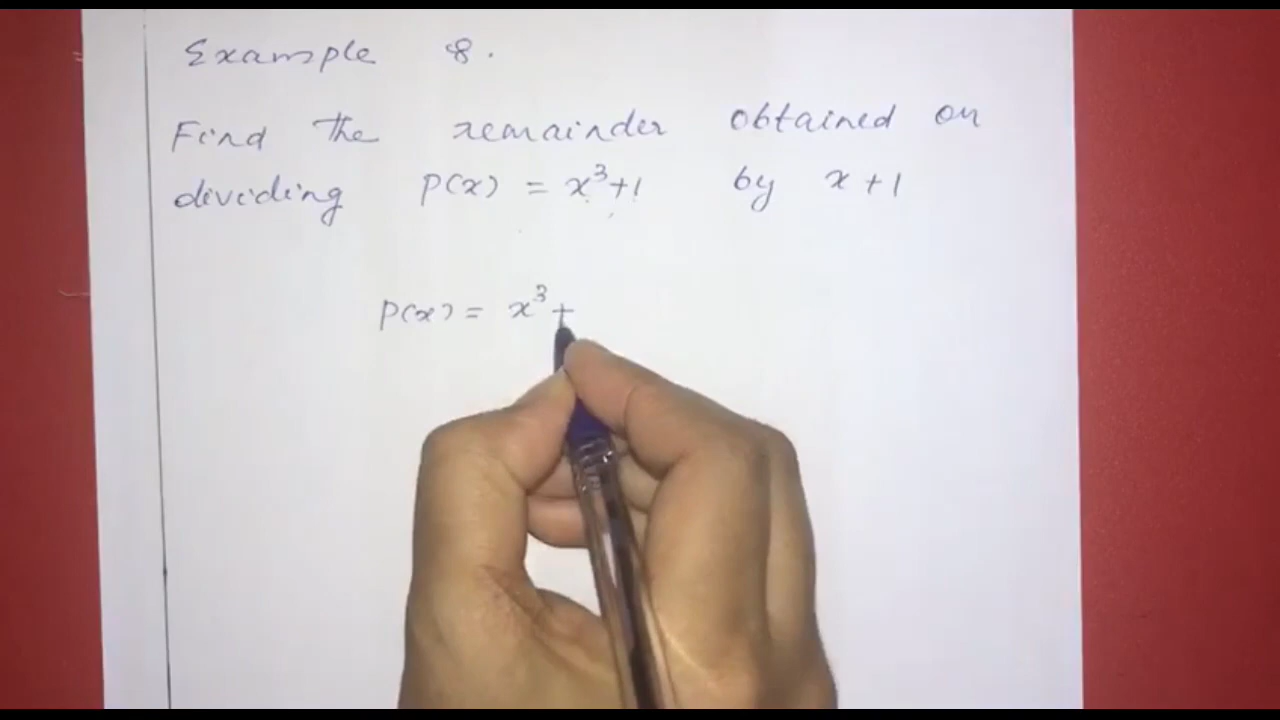 Example 8.
Find the remainder obtained on
dividing P(x) = x³+1 by x+1
P(x) = x³+